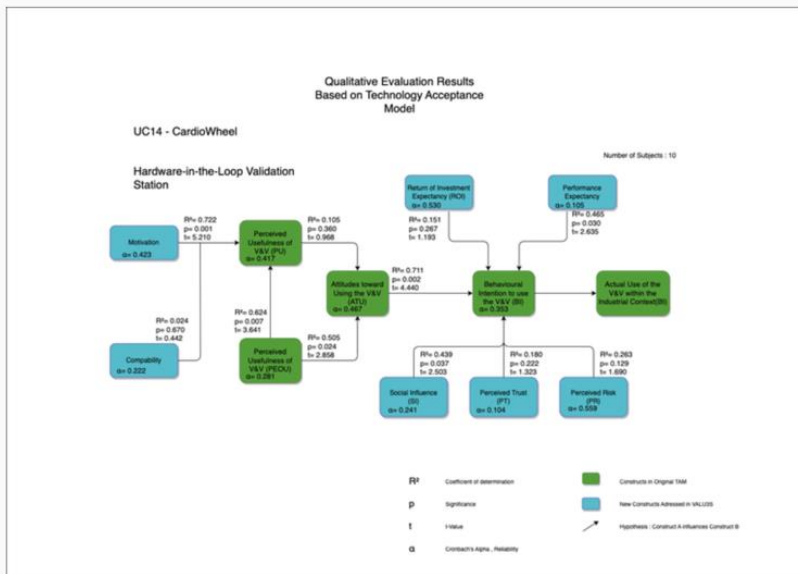 Qualitative Evaluation Results
Based on Technology Acceptance
Model
UC14 - CardioWheel
Number of Subjects : 10
Hardware-in-the-Loop Validation
Station
Return of Investment
Expectancy (ROI)
α= 0.530
Performance
Expectancy
α= 0.105
R²= 0.722
p= 0.001
t= 5.210
R²= 0.105
p= 0.360
t= 0.968
R²= 0.151
p= 0.267
t= 1.193
R²= 0.465
p= 0.030
t= 2.635
Motivation
α= 0.423
Perceived
Usefulness of
V&V (PU)
α= 0.417
Attitudes toward
Using the V&V
(ATU)
α= 0.467
R²= 0.711
p= 0.002
t= 4.440
Behavioural
Intention to use
the V&V (BI)
α= 0.353
Actual Use of the
V&V within the
Industrial Context(BI)
R²= 0.024
p= 0.670
t= 0.442
R²= 0.624
p= 0.007
t= 3.641
R²= 0.505
p= 0.024
t= 2.858
Compability
α= 0.222
Perceived
Usefulness of
V&V (PEOU)
α= 0.281
R²= 0.439
p= 0.037
t= 2.503
R²= 0.180
p= 0.222
t= 1.323
R²= 0.263
p= 0.129
t= 1.690
Social Influence
(SI)
α= 0.241
Perceived Trust
(PT)
α= 0.104
Perceived Risk
(PR)
α= 0.559
R² Coefficient of determination
Constructs in Original TAM
p Significance
New Constructs Adressed in VALU3S
t t-Value
Hypothesis : Construct A influences Construct B
α Cronbach's Alpha , Reliability